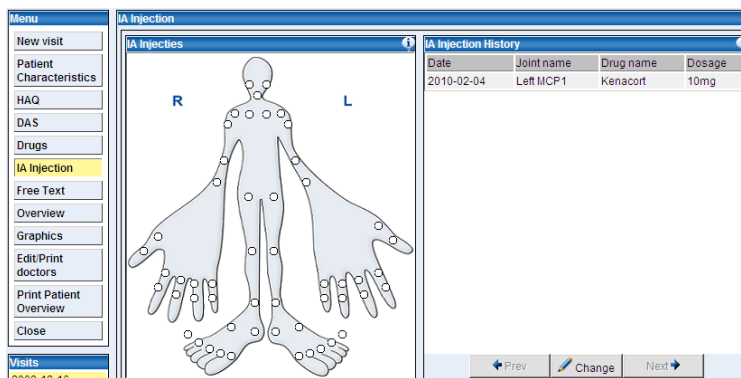 Menu
New visit
Patient
Characteristics
HAQ
DAS
Drugs
IA Injection
Free Text
Overview
Graphics
Edit/Print
doctors
Print Patient
Overview
Close
Visits
IA Injection
IA Injecties
R L
IA Injection History
Date Joint name Drug name Dosage
2010-02-04 Left MCP1 Kenacort 10mg
Prev Change Next